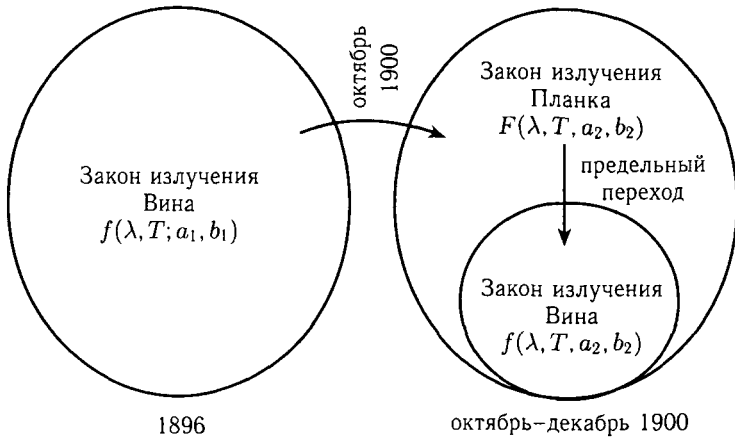 Закон излучения
Вина
f(λ, T; a₁, b₁)
1896
октябрь
1900
Закон излучения
Планка
F(λ, T, a₂, b₂)
предельный
переход
Закон излучения
Вина
f(λ, T, a₂, b₂)
октябрь–декабрь 1900